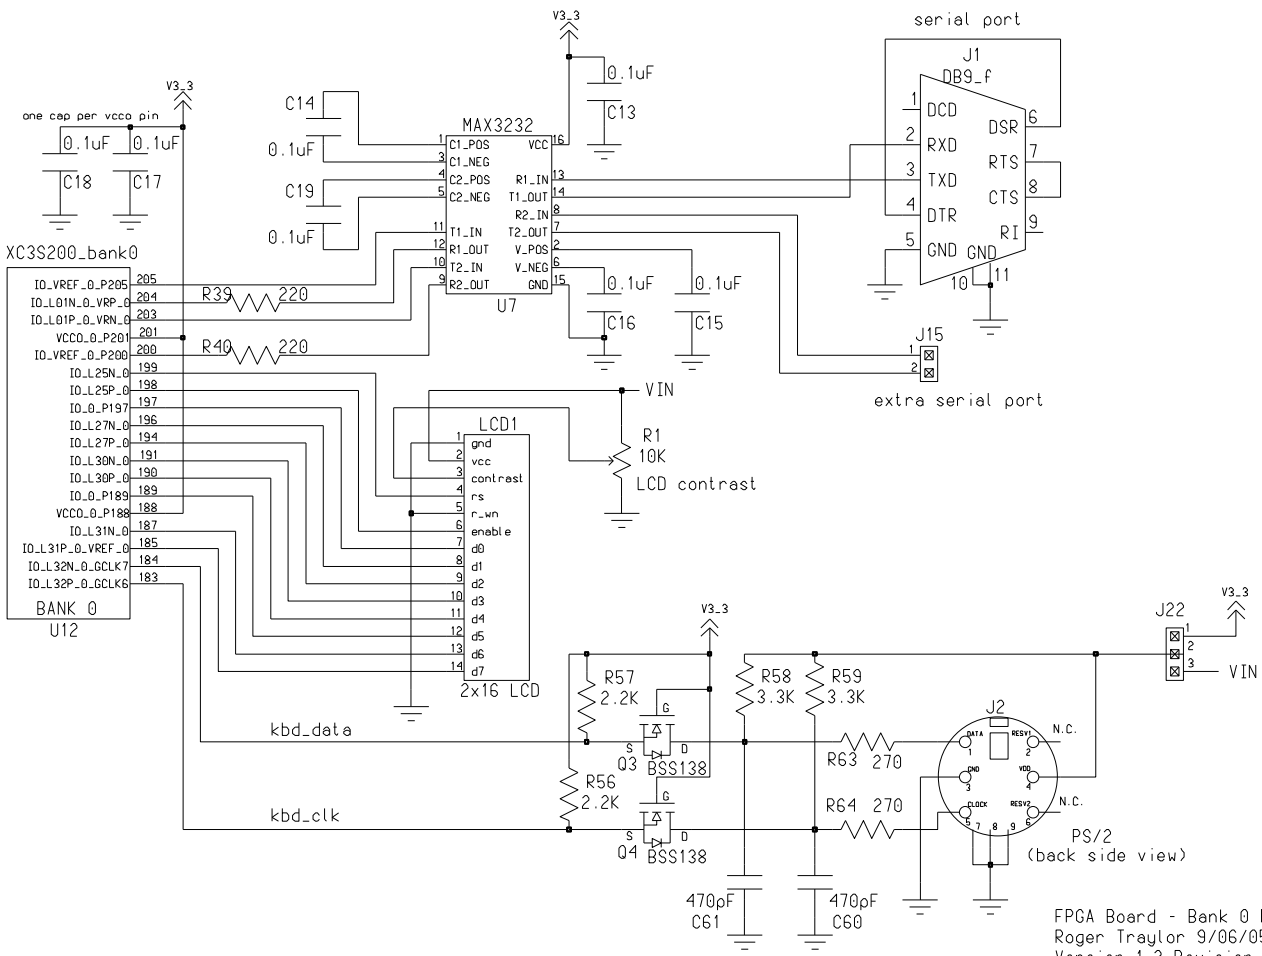 serial port
V3_3
J1
DB9_f
0.1uF
C13
V3_3
one cap per vcco pin
0.1uF
C18
0.1uF
C17
C14
0.1uF
C19
0.1uF
MAX3232
1 C1_POS VCC 16
3 C1_NEG
4 C2_POS R1_IN 13
5 C2_NEG T1_OUT 14
R2_IN 8
11 T1_IN T2_OUT 7
12 R1_OUT V_POS 2
10 T2_IN V_NEG 6
9 R2_OUT GND 15
U7
1 DCD
2 RXD
3 TXD
4 DTR
5 GND
DSR 6
RTS 7
CTS 8
RI 9
GND
10
11
0.1uF
C16
0.1uF
C15
J15
1
2
extra serial port
XC3S200_bank0
IO_VREF_0_P205 205
IO_L01N_0_VRP_0 204
IO_L01P_0_VRN_0 203
VCCO_0_P201 201
IO_VREF_0_P200 200
IO_L25N_0 199
IO_L25P_0 198
IO_0_P197 197
IO_L27N_0 196
IO_L27P_0 194
IO_L30N_0 191
IO_L30P_0 190
IO_0_P189 189
VCCO_0_P188 188
IO_L31N_0 187
IO_L31P_0_VREF_0 185
IO_L32N_0_GCLK7 184
IO_L32P_0_GCLK6 183
BANK 0
U12
R39 220
R40 220
VIN
R1
10K
LCD contrast
LCD1
1 gnd
2 vcc
3 contrast
4 rs
5 r_wn
6 enable
7 d0
8 d1
9 d2
10 d3
11 d4
12 d5
13 d6
14 d7
2x16 LCD
V3_3
R57
2.2K
R56
2.2K
kbd_data
kbd_clk
G
S
D
Q3 BSS138
G
S
D
Q4 BSS138
R58
3.3K
R59
3.3K
R63 270
R64 270
470pF
C61
470pF
C60
J22
V3_3
1
2
3
VIN
J2
DATA
1
RESV1
2
N.C.
GND
3
VDD
4
CLOCK
5
RESV2
6
N.C.
7 8 9
PS/2
(back side view)
FPGA Board - Bank 0
Roger Traylor 9/06/05
Version 1.2 Revision